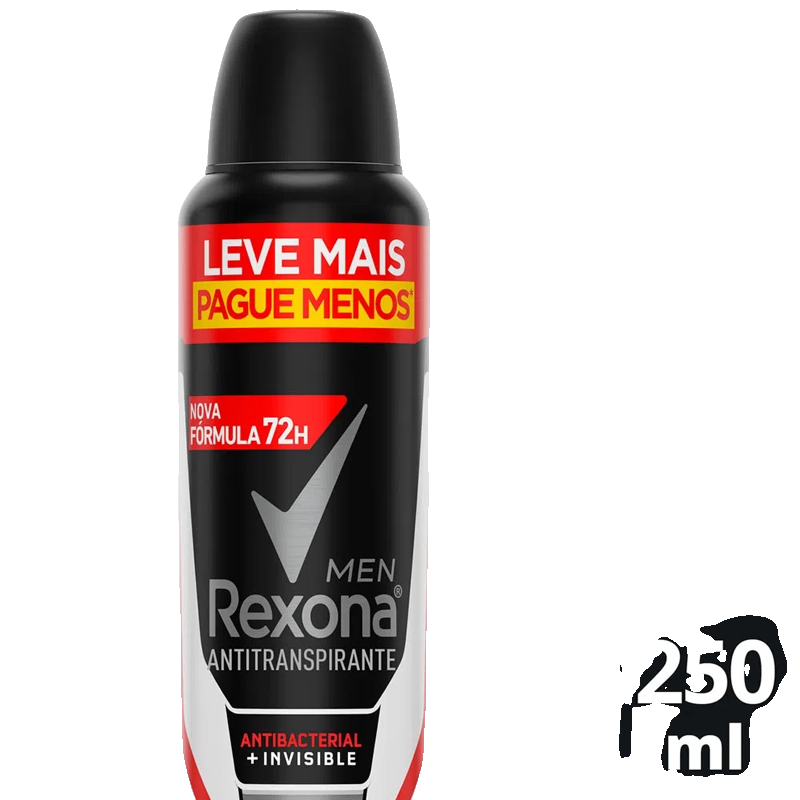 LEVE MAIS
PAGUE MENOS*
NOVA
FÓRMULA 72H
MEN
Rexona®
ANTITRANSPIRANTE
ANTIBACTERIAL
+ INVISIBLE
250
ml